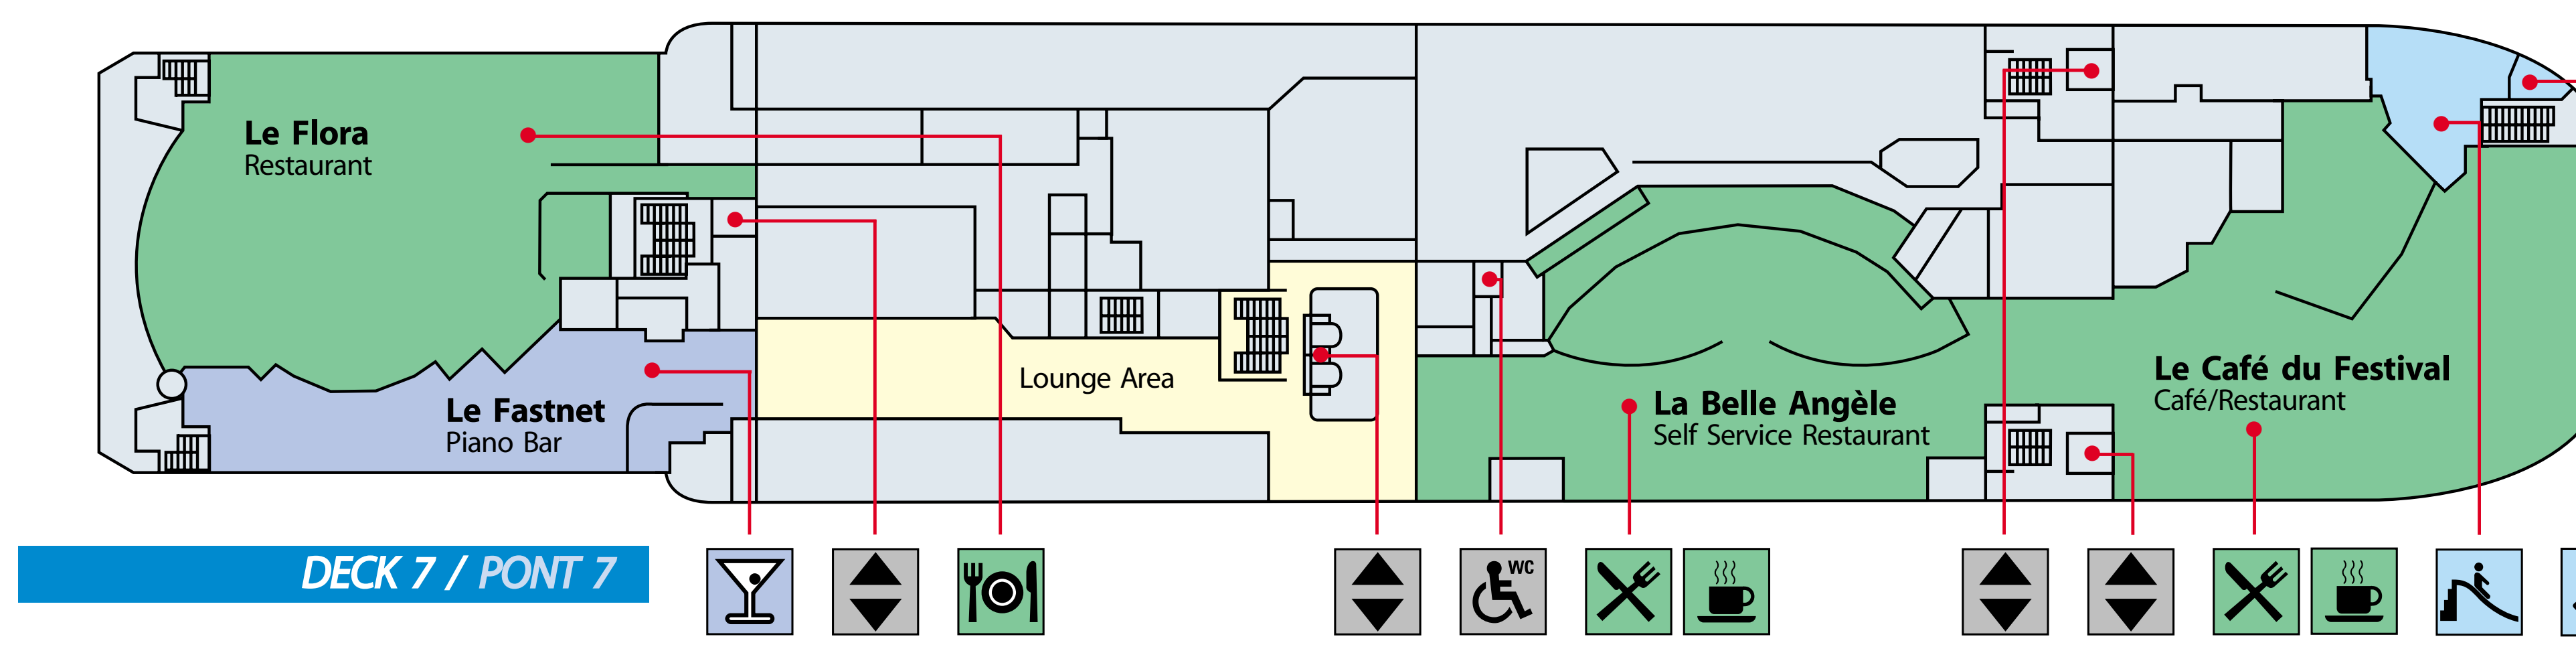 Le Flora
Restaurant
Le Fastnet
Piano Bar
Lounge Area
La Belle Angèle
Self Service Restaurant
Le Café du Festival
Café/Restaurant
DECK 7 / PONT 7
WC